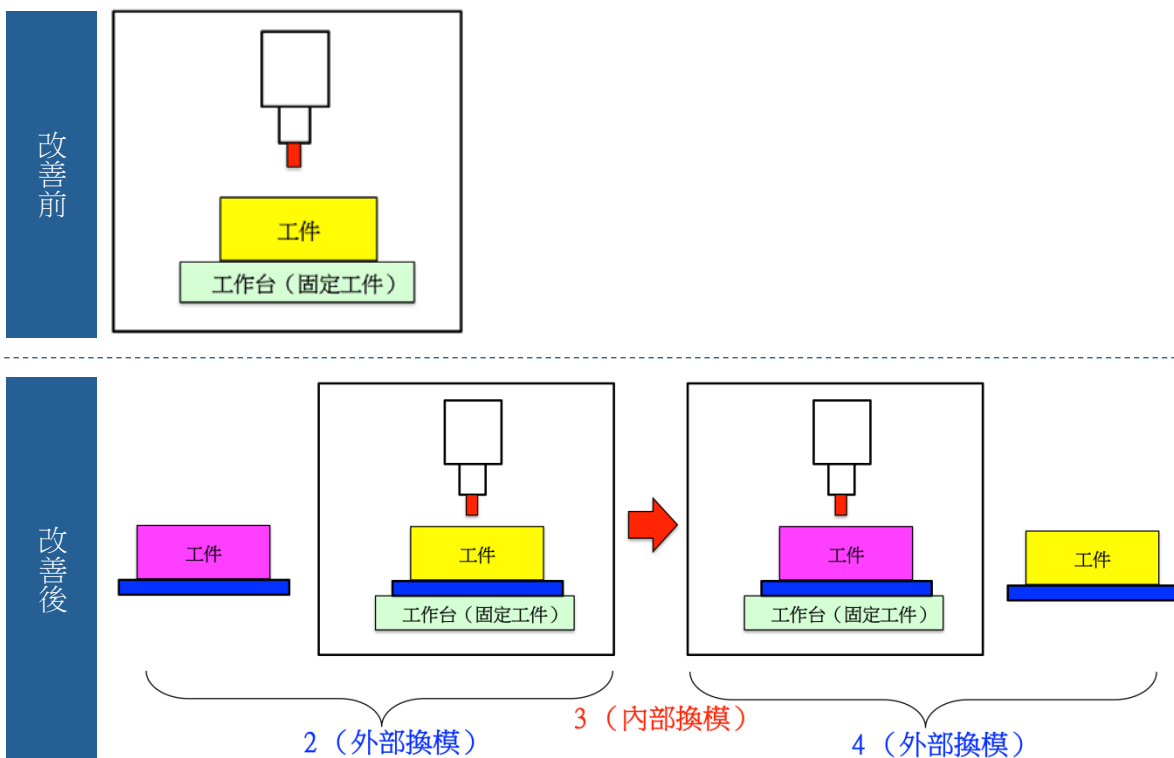 改善前
工件
工作台（固定工件）
改善後
工件
工件
工作台（固定工件）
工件
工作台（固定工件）
工件
2（外部換模）
3（內部換模）
4（外部換模）